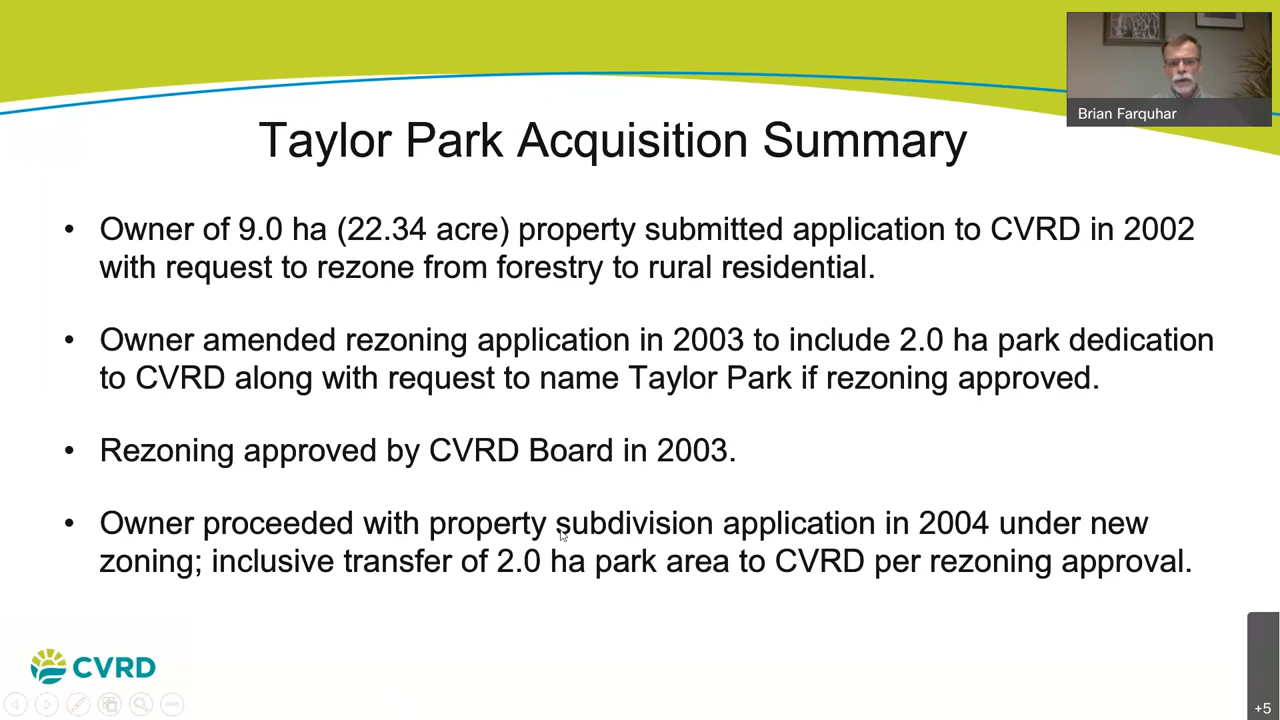 Brian Farquhar
Taylor Park Acquisition Summary
• Owner of 9.0 ha (22.34 acre) property submitted application to CVRD in 2002
with request to rezone from forestry to rural residential.
• Owner amended rezoning application in 2003 to include 2.0 ha park dedication
to CVRD along with request to name Taylor Park if rezoning approved.
• Rezoning approved by CVRD Board in 2003.
• Owner proceeded with property subdivision application in 2004 under new
zoning; inclusive transfer of 2.0 ha park area to CVRD per rezoning approval.
CVRD
+5